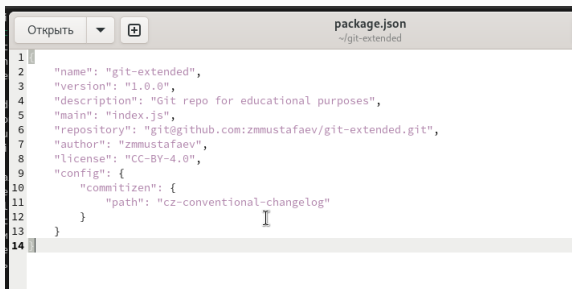 Открыть
package.json
~/git-extended
1 {
2 "name": "git-extended",
3 "version": "1.0.0",
4 "description": "Git repo for educational purposes",
5 "main": "index.js",
6 "repository": "git@github.com:zmmustafaev/git-extended.git",
7 "author": "zmmustafaev",
8 "license": "CC-BY-4.0",
9 "config": {
10 "commitizen": {
11 "path": "cz-conventional-changelog"
12 }
13 }
14 }